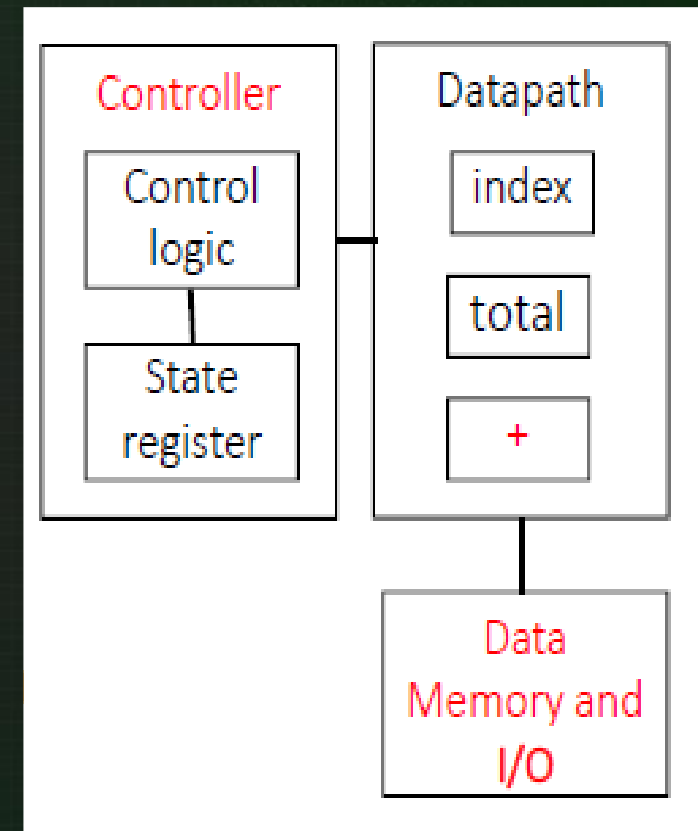 Controller
Control
logic
State
register
Datapath
index
total
+
Data
Memory and
I/O